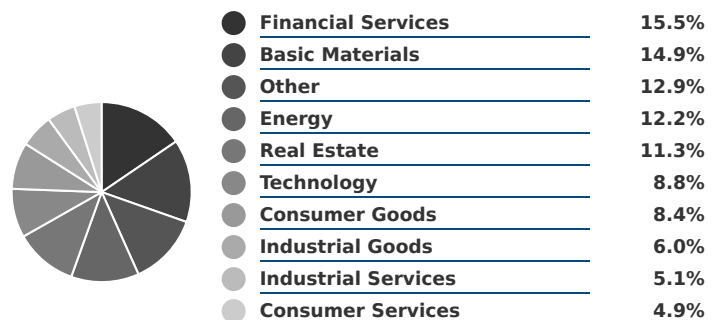 Financial Services 15.5%
Basic Materials 14.9%
Other 12.9%
Energy 12.2%
Real Estate 11.3%
Technology 8.8%
Consumer Goods 8.4%
Industrial Goods 6.0%
Industrial Services 5.1%
Consumer Services 4.9%